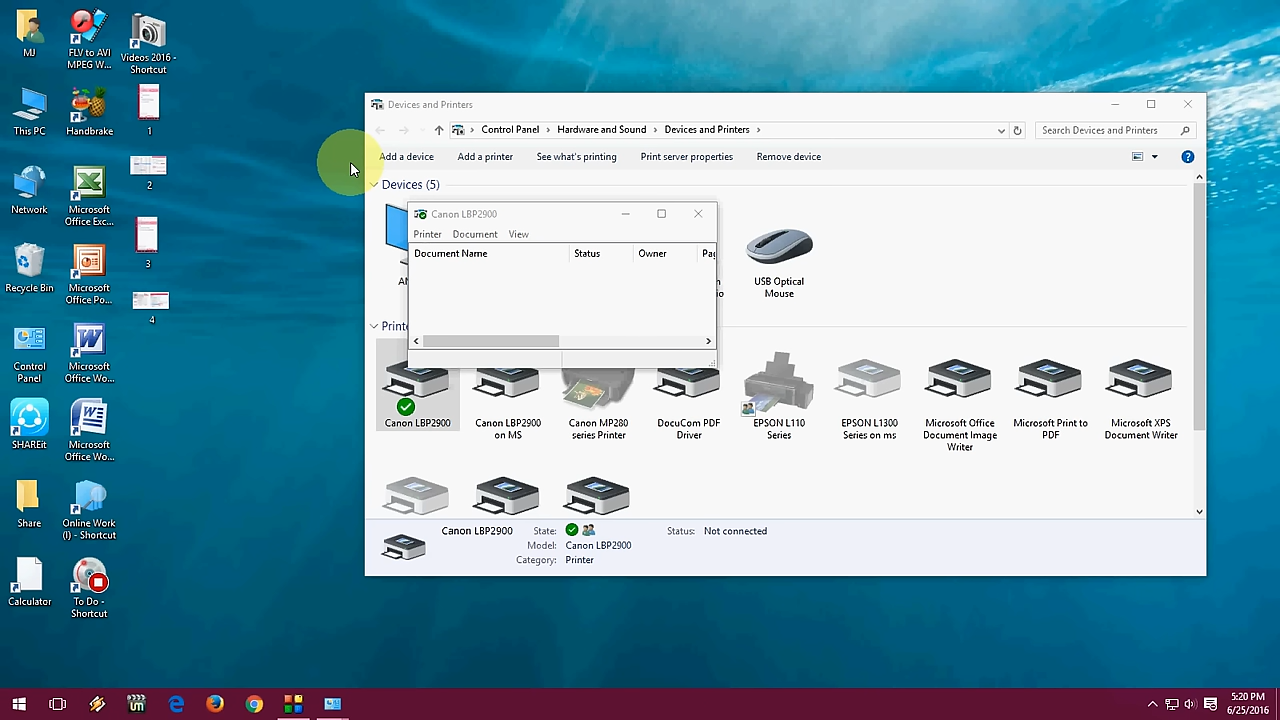 MJ
FLV to AVI
MPEG W...
Videos 2016 -
Shortcut
This PC
Handbrake
1
Network
Microsoft
Office Exc...
2
Recycle Bin
Microsoft
Office Po...
3
Control
Panel
Microsoft
Office Wo...
4
SHAREit
Microsoft
Office Wo...
Share
Online Work
(I) - Shortcut
Calculator
To Do -
Shortcut
Devices and Printers
Control Panel > Hardware and Sound > Devices and Printers >
Search Devices and Printers
Add a device
Add a printer
See what's printing
Print server properties
Remove device
Devices (5)
Canon LBP2900
Printer
Document
View
Document Name
Status
Owner
Pag
AN
n
io
USB Optical
Mouse
Printe
Canon LBP2900
Canon LBP2900
on MS
Canon MP280
series Printer
DocuCom PDF
Driver
EPSON L110
Series
EPSON L1300
Series on ms
Microsoft Office
Document Image
Writer
Microsoft Print to
PDF
Microsoft XPS
Document Writer
Canon LBP2900
State:
Status: Not connected
Model: Canon LBP2900
Category: Printer
5:20 PM
6/25/2016